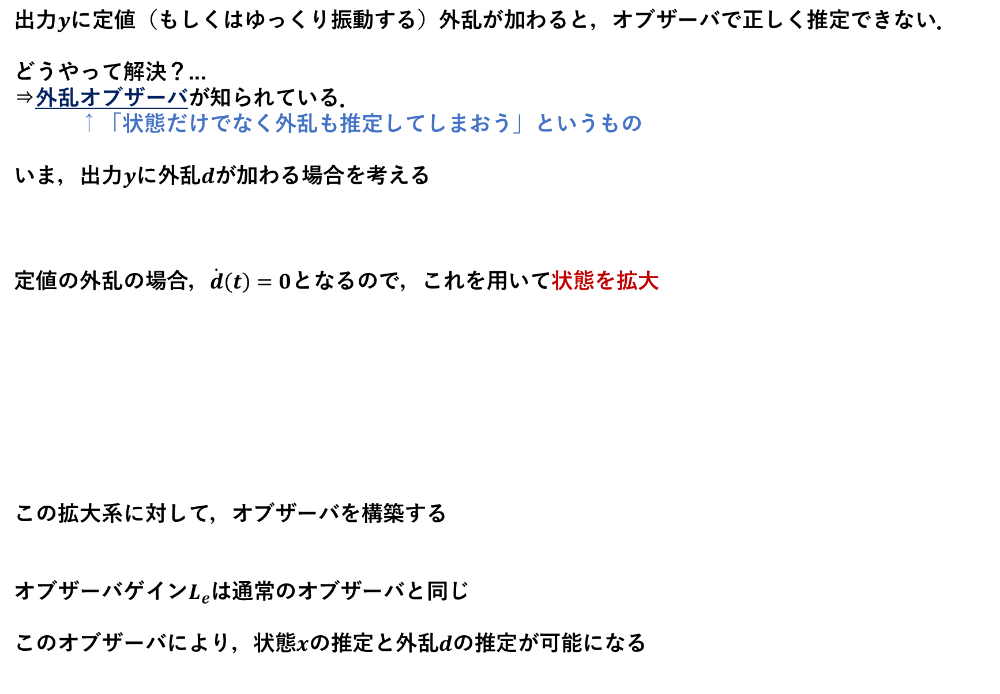 出力yに定値（もしくはゆっくり振動する）外乱が加わると，オブザーバで正しく推定できない．
どうやって解決？...
⇒外乱オブザーバが知られている．
↑「状態だけでなく外乱も推定してしまおう」というもの
いま，出力yに外乱dが加わる場合を考える
定値の外乱の場合，ḋ(t) = 0となるので，これを用いて状態を拡大
この拡大系に対して，オブザーバを構築する
オブザーバゲインLₑは通常のオブザーバと同じ
このオブザーバにより，状態xの推定と外乱dの推定が可能になる